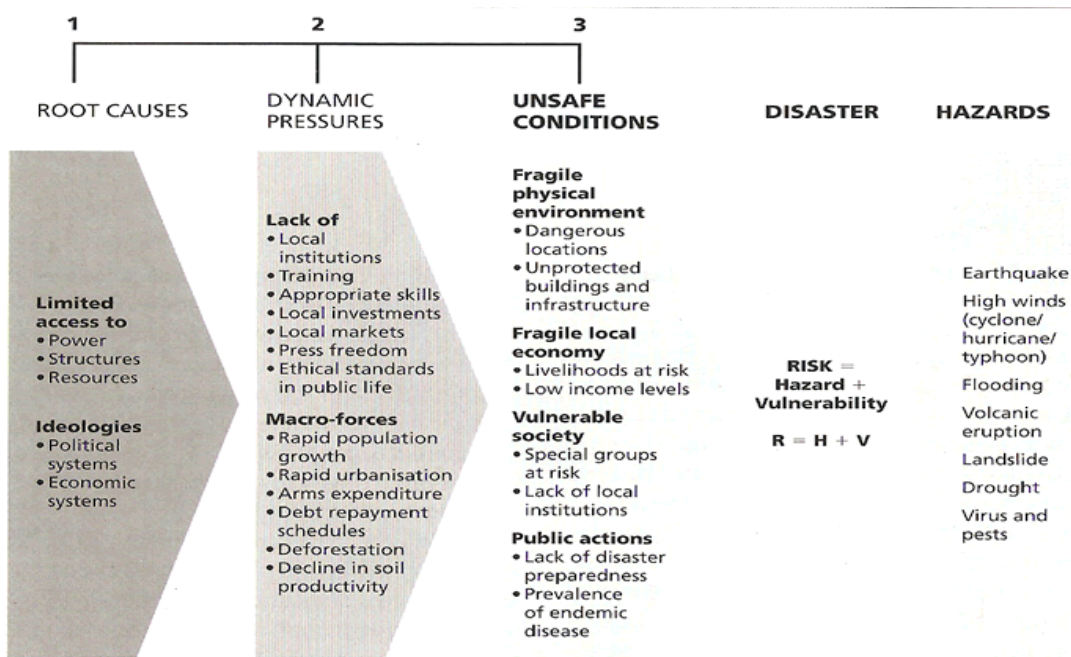 1
2
3
ROOT CAUSES
DYNAMIC
PRESSURES
UNSAFE
CONDITIONS
DISASTER
HAZARDS
Limited
access to
• Power
• Structures
• Resources
Ideologies
• Political
systems
• Economic
systems
Lack of
• Local
institutions
• Training
• Appropriate skills
• Local investments
• Local markets
• Press freedom
• Ethical standards
in public life
Macro-forces
• Rapid population
growth
• Rapid urbanisation
• Arms expenditure
• Debt repayment
schedules
• Deforestation
• Decline in soil
productivity
Fragile
physical
environment
• Dangerous
locations
• Unprotected
buildings and
infrastructure
Fragile local
economy
• Livelihoods at risk
• Low income levels
Vulnerable
society
• Special groups
at risk
• Lack of local
institutions
Public actions
• Lack of disaster
preparedness
• Prevalence
of endemic
disease
RISK =
Hazard +
Vulnerability
R = H + V
Earthquake
High winds
(cyclone/
hurricane/
typhoon)
Flooding
Volcanic
eruption
Landslide
Drought
Virus and
pests